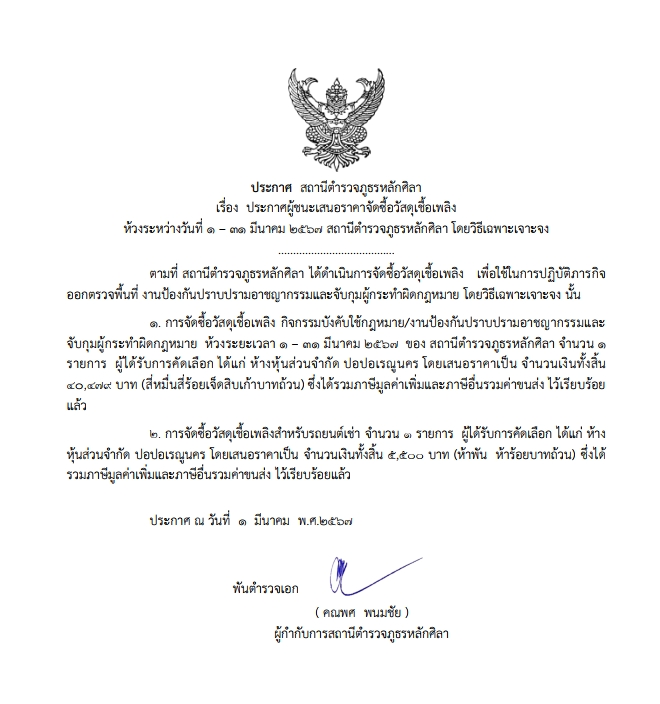 ประกาศ สถานีตำรวจภูธรหลักศิลา
เรื่อง ประกาศผู้ชนะเสนอราคาจัดซื้อวัสดุเชื้อเพลิง
ห้วงระหว่างวันที่ ๑ – ๓๑ มีนาคม ๒๕๖๗ สถานีตำรวจภูธรหลักศิลา โดยวิธีเฉพาะเจาะจง
.......................................
ตามที่ สถานีตำรวจภูธรหลักศิลา ได้ดำเนินการจัดซื้อวัสดุเชื้อเพลิง เพื่อใช้ในการปฏิบัติภารกิจ
ออกตรวจพื้นที่ งานป้องกันปราบปรามอาชญากรรมและจับกุมผู้กระทำผิดกฎหมาย โดยวิธีเฉพาะเจาะจง นั้น
๑. การจัดซื้อวัสดุเชื้อเพลิง กิจกรรมบังคับใช้กฎหมาย/งานป้องกันปราบปรามอาชญากรรมและ
จับกุมผู้กระทำผิดกฎหมาย ห้วงระยะเวลา ๑ – ๓๑ มีนาคม ๒๕๖๗ ของ สถานีตำรวจภูธรหลักศิลา จำนวน ๑
รายการ ผู้ได้รับการคัดเลือก ได้แก่ ห้างหุ้นส่วนจำกัด ปอปอเรณูนคร โดยเสนอราคาเป็น จำนวนเงินทั้งสิ้น
๔๐,๔๗๙ บาท (สี่หมื่นสี่ร้อยเจ็ดสิบเก้าบาทถ้วน) ซึ่งได้รวมภาษีมูลค่าเพิ่มและภาษีอื่นรวมค่าขนส่ง ไว้เรียบร้อย
แล้ว
๒. การจัดซื้อวัสดุเชื้อเพลิงสำหรับรถยนต์เช่า จำนวน ๑ รายการ ผู้ได้รับการคัดเลือก ได้แก่ ห้าง
หุ้นส่วนจำกัด ปอปอเรณูนคร โดยเสนอราคาเป็น จำนวนเงินทั้งสิ้น ๕,๕๐๐ บาท (ห้าพัน ห้าร้อยบาทถ้วน) ซึ่งได้
รวมภาษีมูลค่าเพิ่มและภาษีอื่นรวมค่าขนส่ง ไว้เรียบร้อยแล้ว
ประกาศ ณ วันที่ ๑ มีนาคม พ.ศ.๒๕๖๗
พันตำรวจเอก
( คณพศ พนมชัย )
ผู้กำกับการสถานีตำรวจภูธรหลักศิลา